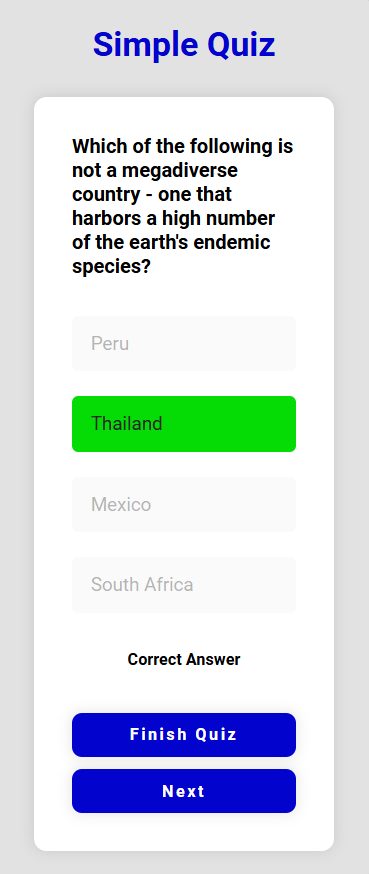 Simple Quiz
Which of the following is
not a megadiverse
country - one that
harbors a high number
of the earth's endemic
species?
Peru
Thailand
Mexico
South Africa
Correct Answer
Finish Quiz
Next